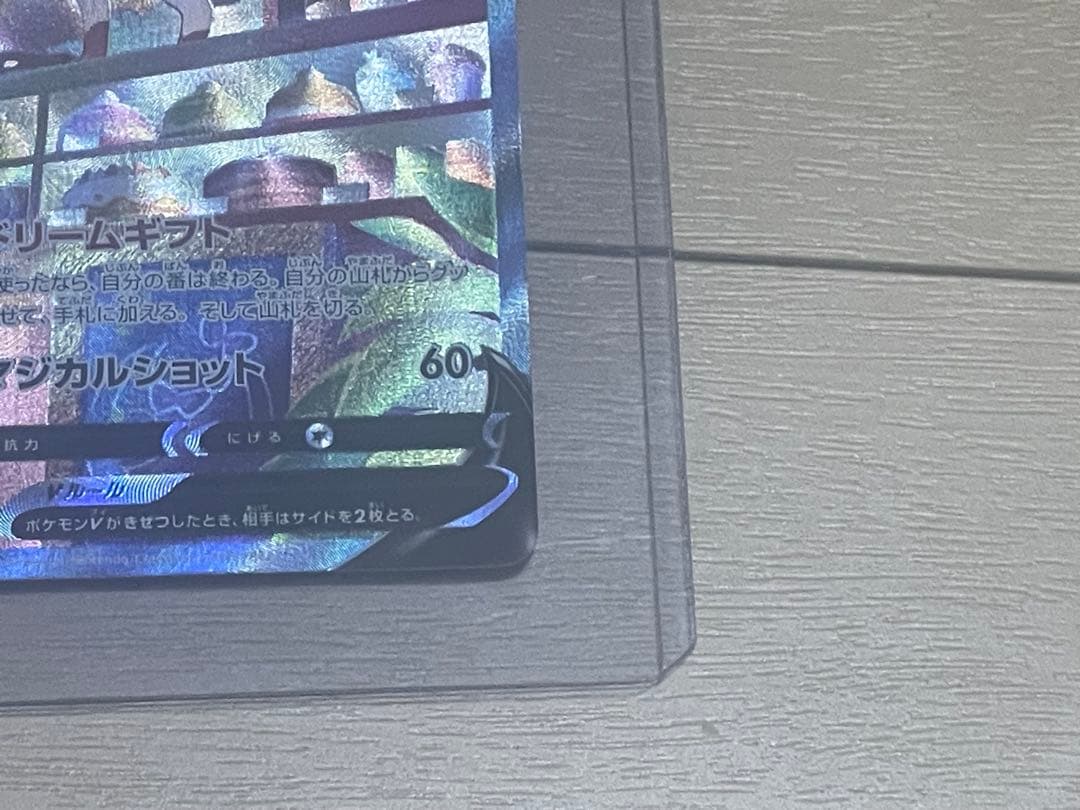 ドリームギフト
使ったなら、自分の番は終わる。自分の山札からグッ
せて、手札に加える。そして山札を切る。
マジカルショット 60
抗力 にげる
Vルール
ポケモンVがきぜつしたとき、相手はサイドを2枚とる。